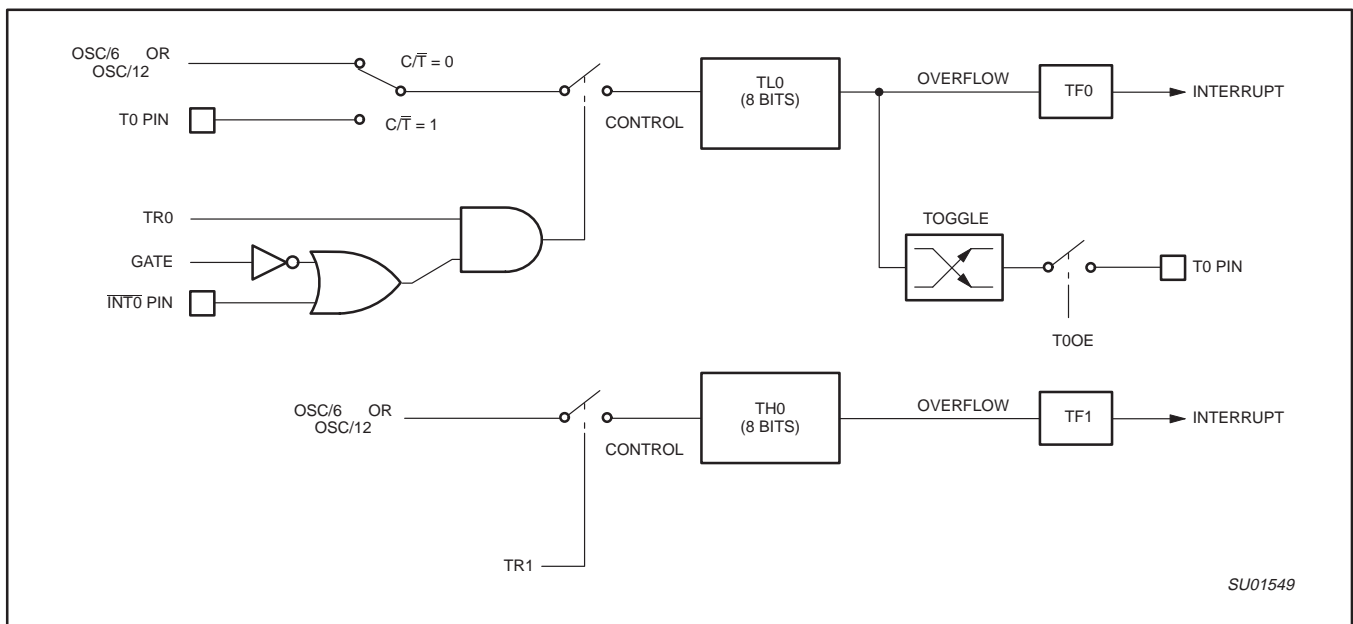 OSC/6 OR
OSC/12
C/T̅ = 0
T0 PIN
C/T̅ = 1
CONTROL
TL0
(8 BITS)
OVERFLOW
TF0
INTERRUPT
TR0
GATE
I̅N̅T̅0̅ PIN
TOGGLE
T0 PIN
T0OE
OSC/6 OR
OSC/12
CONTROL
TH0
(8 BITS)
OVERFLOW
TF1
INTERRUPT
TR1
SU01549